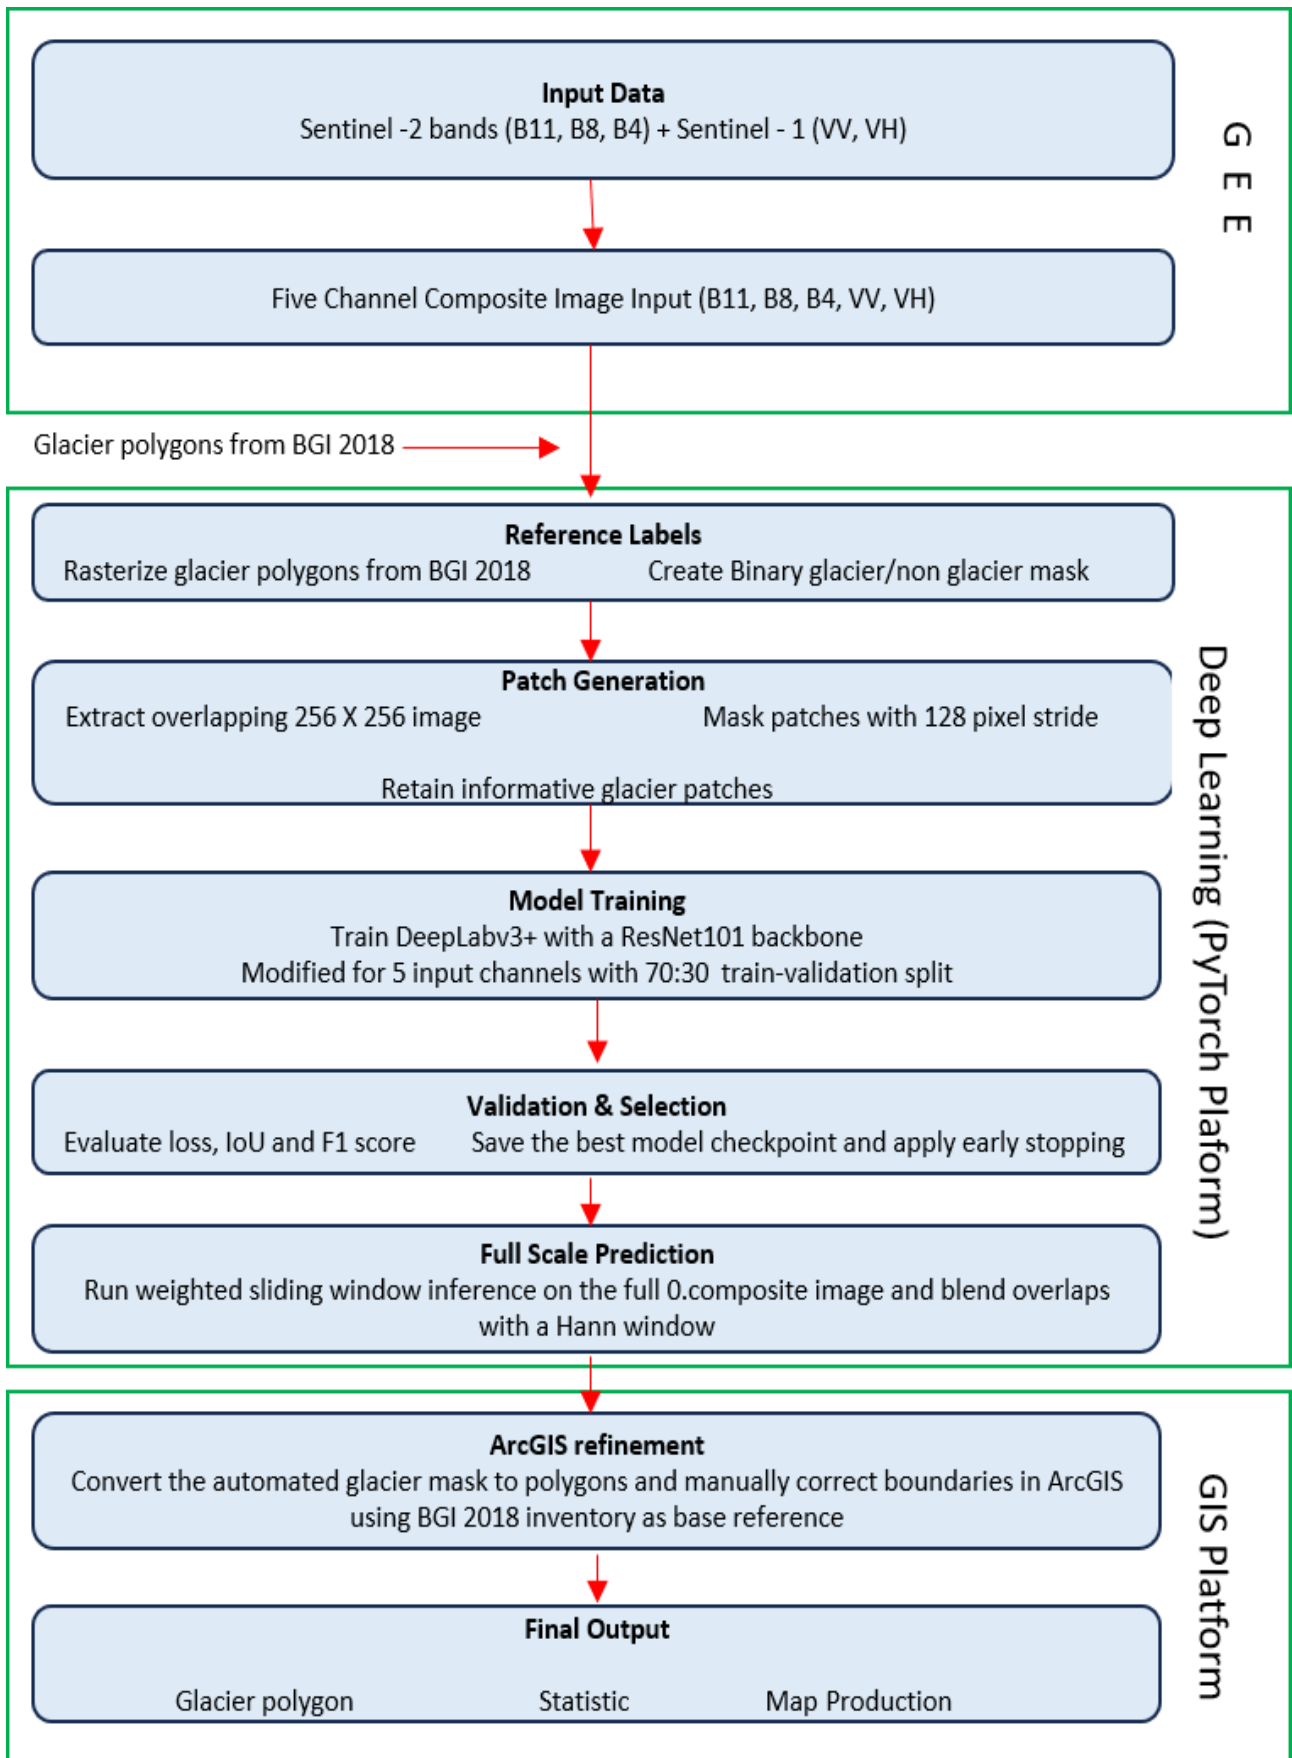 Input Data
Sentinel -2 bands (B11, B8, B4) + Sentinel - 1 (VV, VH)
G E E
Five Channel Composite Image Input (B11, B8, B4, VV, VH)
Glacier polygons from BGI 2018
Reference Labels
Rasterize glacier polygons from BGI 2018 Create Binary glacier/non glacier mask
Patch Generation
Extract overlapping 256 X 256 image Mask patches with 128 pixel stride
Retain informative glacier patches
Deep Learning (PyTorch Plaform)
Model Training
Train DeepLabv3+ with a ResNet101 backbone
Modified for 5 input channels with 70:30 train-validation split
Validation & Selection
Evaluate loss, IoU and F1 score Save the best model checkpoint and apply early stopping
Full Scale Prediction
Run weighted sliding window inference on the full 0.composite image and blend overlaps
with a Hann window
ArcGIS refinement
Convert the automated glacier mask to polygons and manually correct boundaries in ArcGIS
using BGI 2018 inventory as base reference
GIS Platform
Final Output
Glacier polygon Statistic Map Production